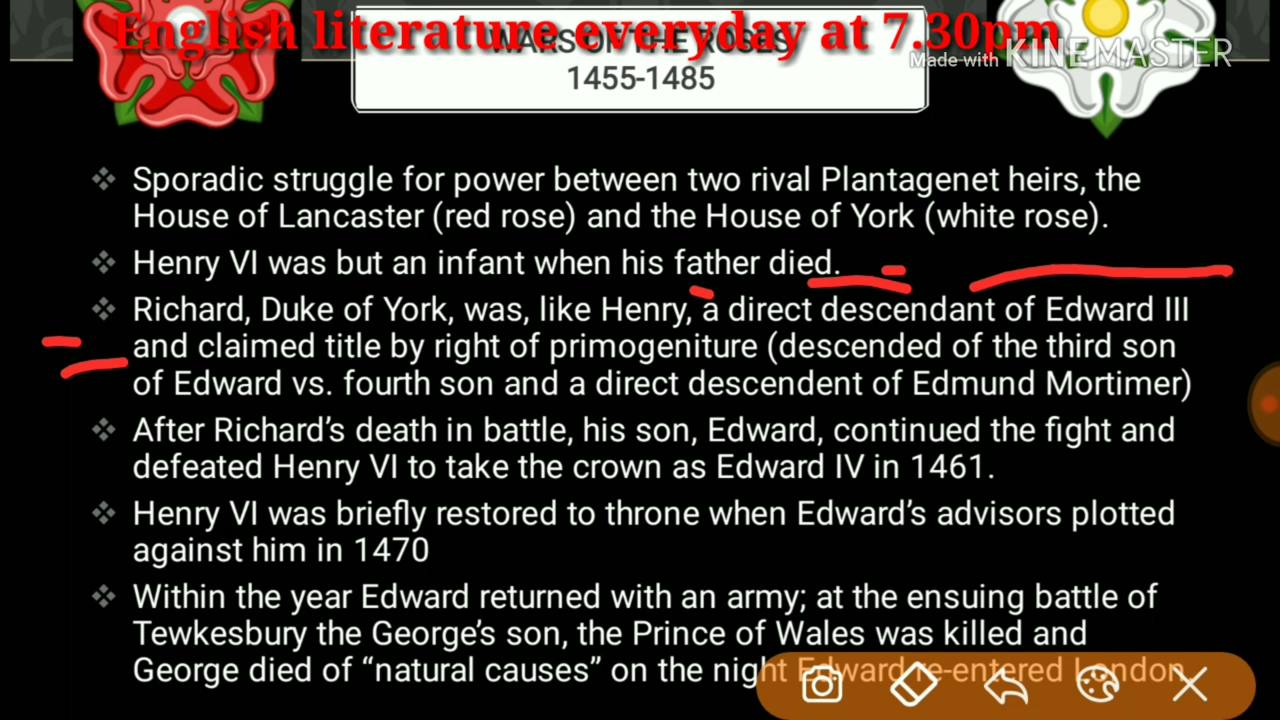 English literature everyday at 7.30pm
WARS OF THE ROSES
Made with KINEMASTER
1455-1485
Sporadic struggle for power between two rival Plantagenet heirs, the
House of Lancaster (red rose) and the House of York (white rose).
Henry VI was but an infant when his father died.
Richard, Duke of York, was, like Henry, a direct descendant of Edward III
and claimed title by right of primogeniture (descended of the third son
of Edward vs. fourth son and a direct descendent of Edmund Mortimer)
After Richard's death in battle, his son, Edward, continued the fight and
defeated Henry VI to take the crown as Edward IV in 1461.
Henry VI was briefly restored to throne when Edward's advisors plotted
against him in 1470
Within the year Edward returned with an army; at the ensuing battle of
Tewkesbury the George's son, the Prince of Wales was killed and
George died of “natural causes” on the night Edward re-entered London.